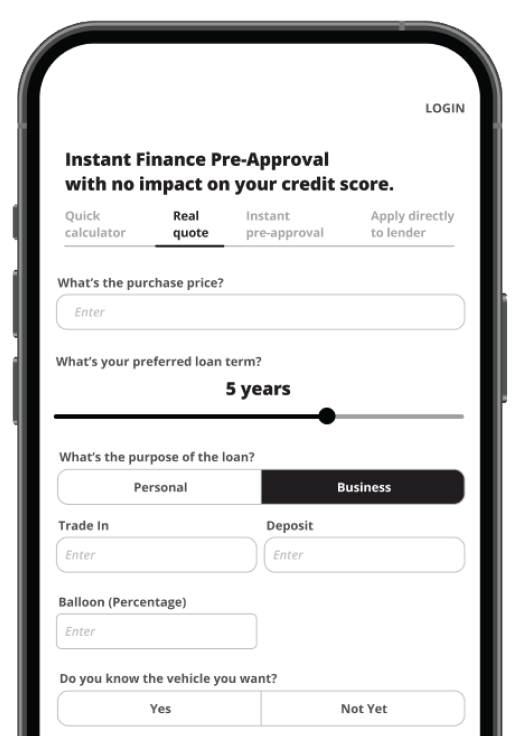 LOGIN
Instant Finance Pre-Approval
with no impact on your credit score.
Quick calculator
Real quote
Instant pre-approval
Apply directly to lender
What's the purchase price?
Enter
What's your preferred loan term?
5 years
What's the purpose of the loan?
Personal Business
Trade In Deposit
Enter Enter
Balloon (Percentage)
Enter
Do you know the vehicle you want?
Yes Not Yet